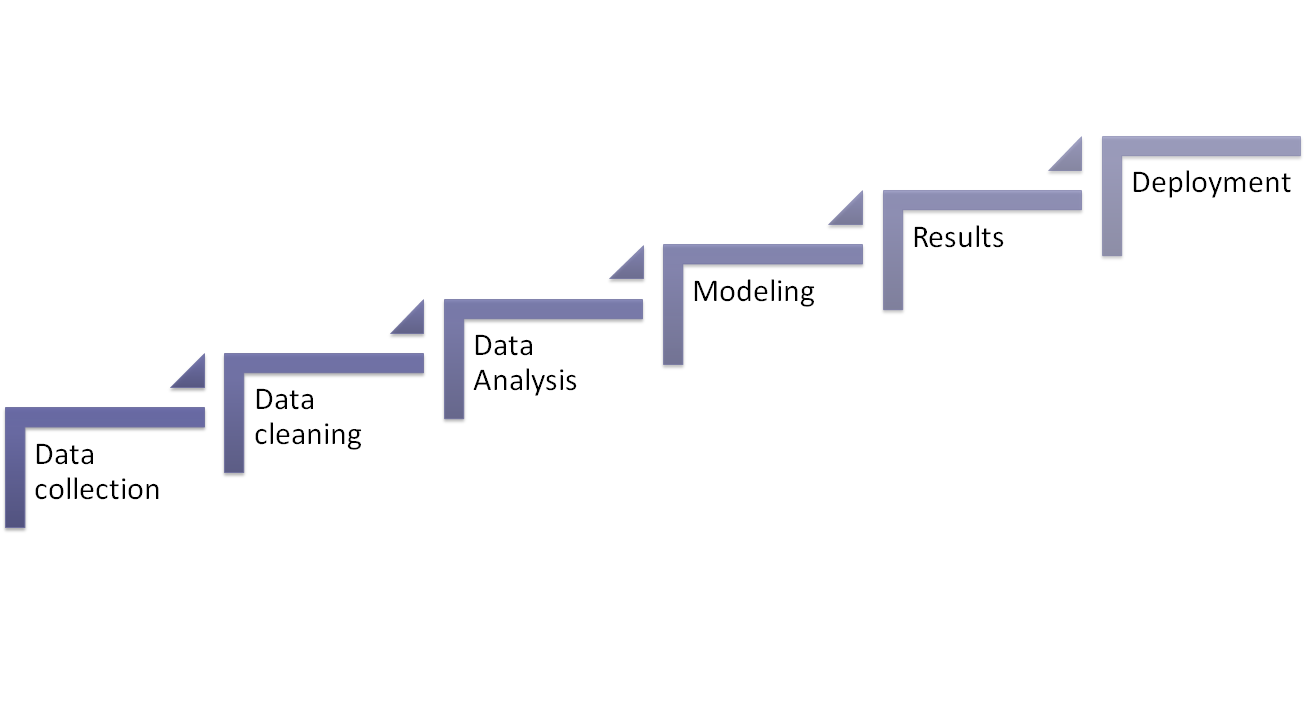 Data
collection
Data
cleaning
Data
Analysis
Modeling
Results
Deployment